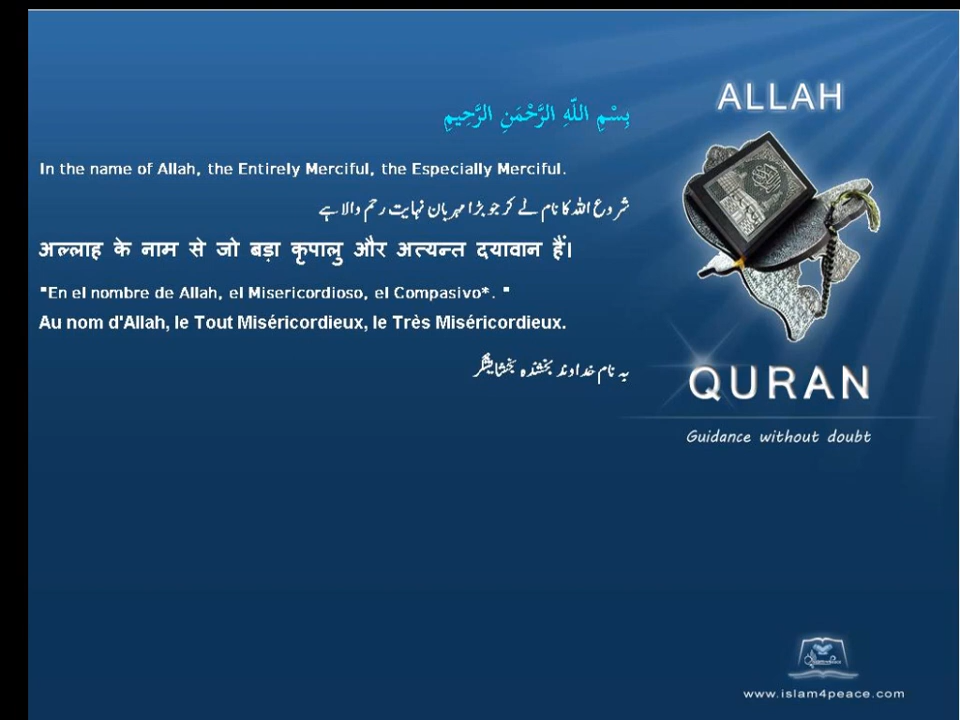 بِسْمِ اللّهِ الرَّحْمَنِ الرَّحِيمِ
In the name of Allah, the Entirely Merciful, the Especially Merciful.
شروع اللہ کا نام لے کر جو بڑا مہربان نہایت رحم والا ہے
अल्लाह के नाम से जो बड़ा कृपालु और अत्यन्त दयावान हैं।
"En el nombre de Allah, el Misericordioso, el Compasivo*. "
Au nom d'Allah, le Tout Miséricordieux, le Très Miséricordieux.
به نام خداوند بخشنده بخشایشگر
ALLAH
QURAN
Guidance without doubt
www.islam4peace.com